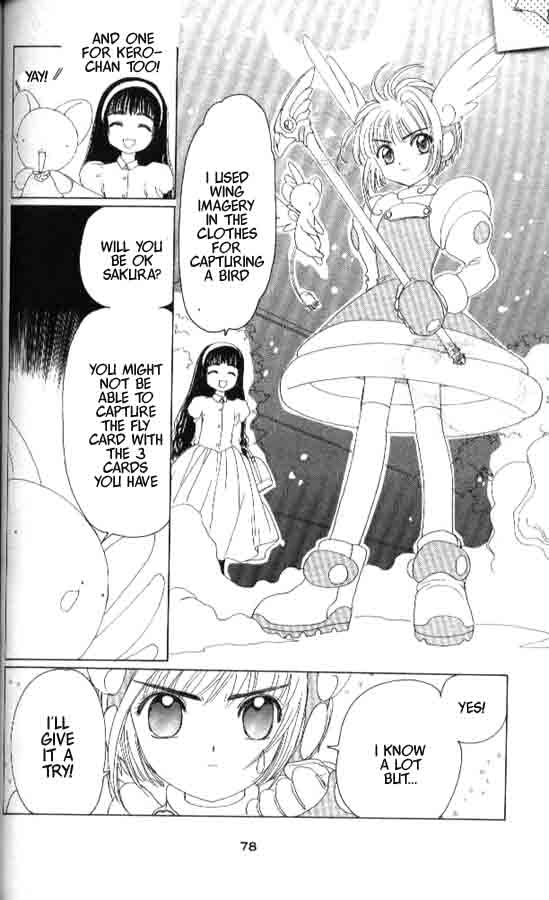 I USED
WING
IMAGERY
IN THE
CLOTHES
FOR
CAPTURING
A BIRD
AND ONE
FOR KERO-
CHAN TOO!
YAY!
WILL YOU
BE OK
SAKURA?
YOU MIGHT
NOT BE
ABLE TO
CAPTURE
THE FLY
CARD WITH
THE 3
CARDS
YOU HAVE
YES!
I KNOW
A LOT
BUT...
I'LL
GIVE
IT A
TRY!
78